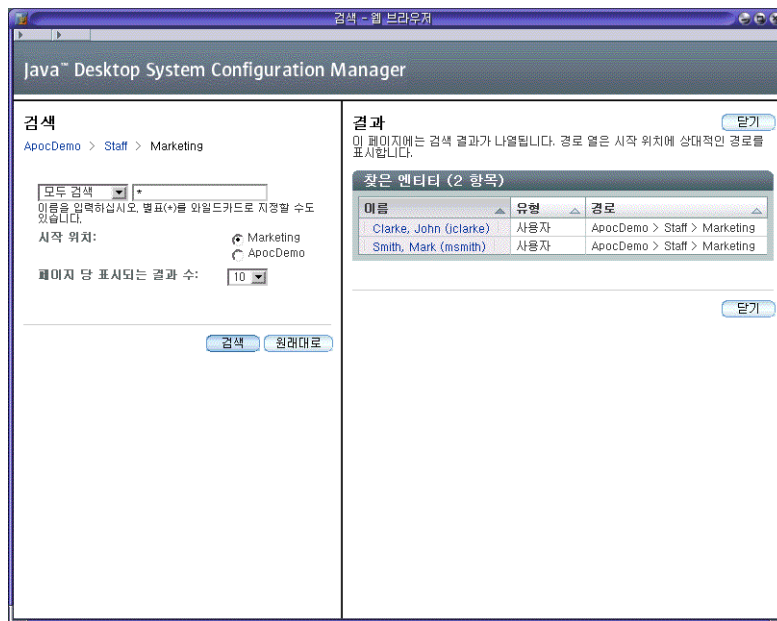 검색 - 웹 브라우저
Java™ Desktop System Configuration Manager
검색
ApocDemo > Staff > Marketing
모두 검색 *
이름을 입력하십시오. 별표(*)를 와일드카드로 지정할 수도
있습니다.
시작 위치: Marketing
ApocDemo
페이지 당 표시되는 결과 수: 10
검색 원래대로
결과 닫기
이 페이지에는 검색 결과가 나열됩니다. 경로 열은 시작 위치에 상대적인 경로를
표시합니다.
찾은 엔티티 (2 항목)
이름 유형 경로
Clarke, John (jclarke) 사용자 ApocDemo > Staff > Marketing
Smith, Mark (msmith) 사용자 ApocDemo > Staff > Marketing
닫기